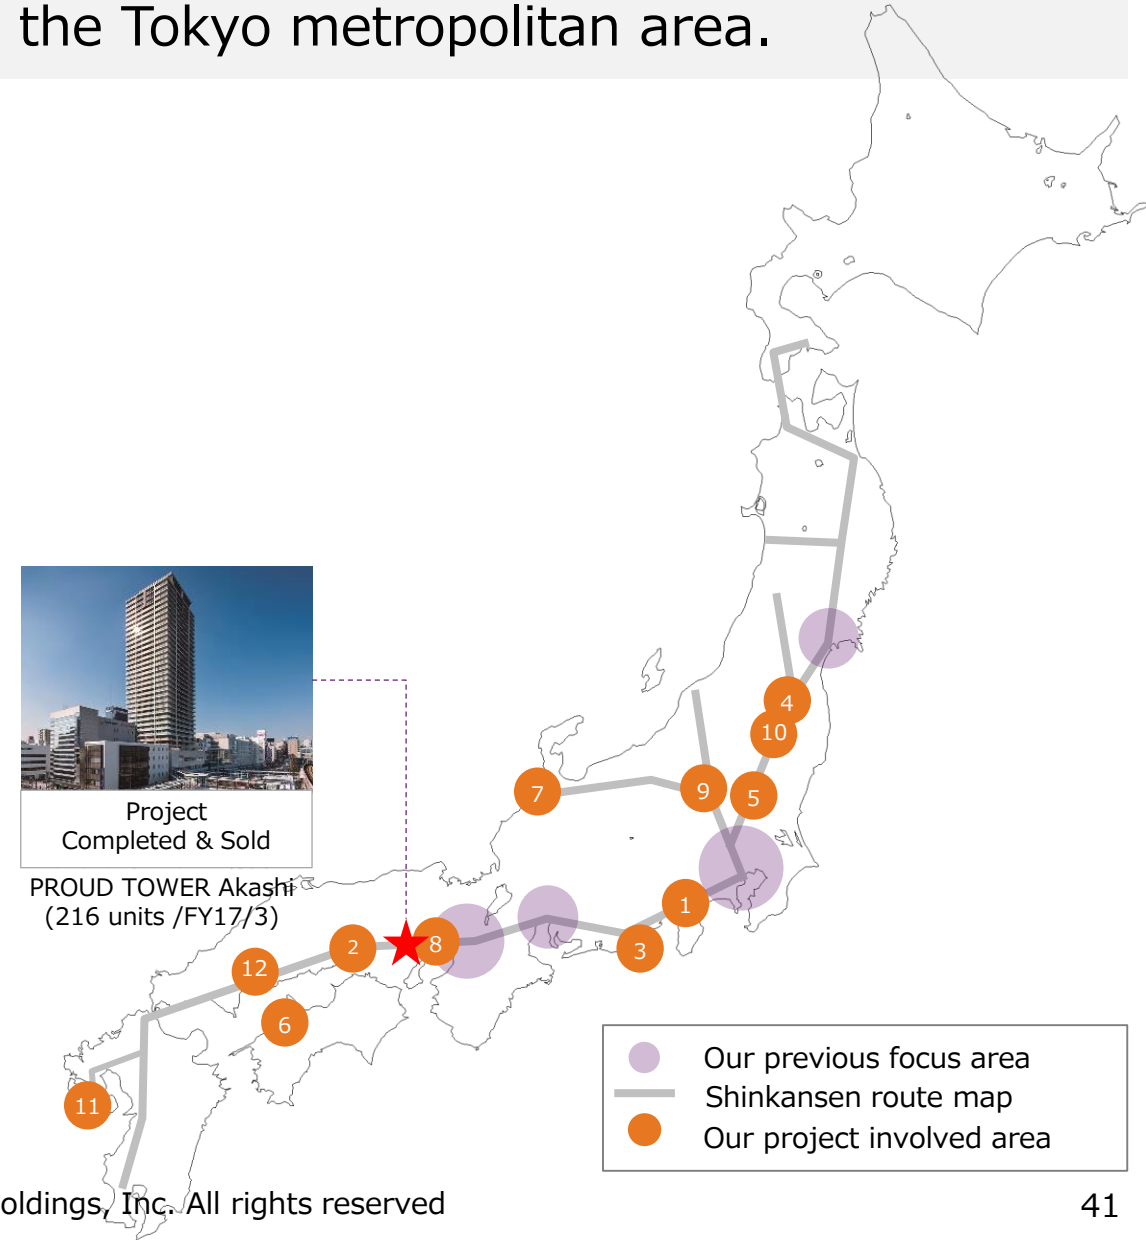 the Tokyo metropolitan area.
4
10
7
9
5
1
8
2
3
12
6
11
Project
Completed & Sold
PROUD TOWER Akashi
(216 units /FY17/3)
Our previous focus area
Shinkansen route map
Our project involved area
oldings, Inc. All rights reserved
41